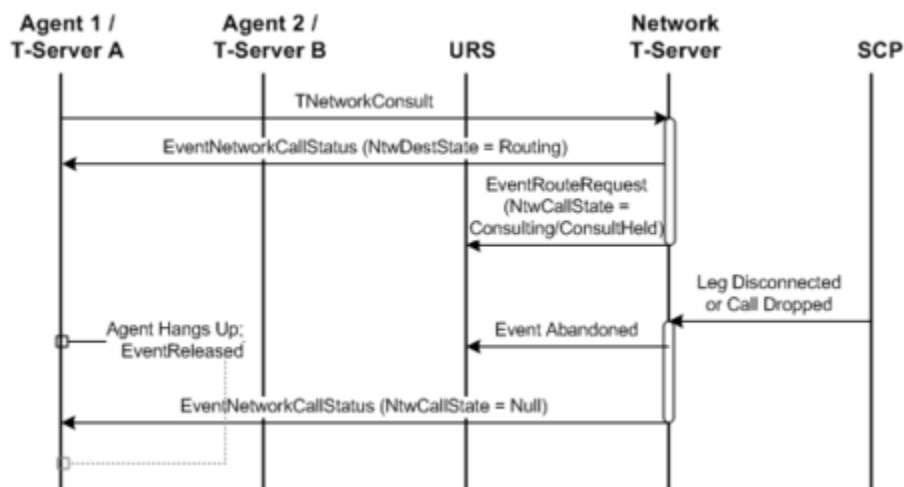 Agent 1 /
T-Server A
Agent 2 /
T-Server B
URS
Network
T-Server
SCP
TNetworkConsult
EventNetworkCallStatus (NtwDestState = Routing)
EventRouteRequest
(NtwCallState =
Consulting/ConsultHeld)
Leg Disconnected
or Call Dropped
Agent Hangs Up;
EventReleased
Event Abandoned
EventNetworkCallStatus (NtwCallState = Null)